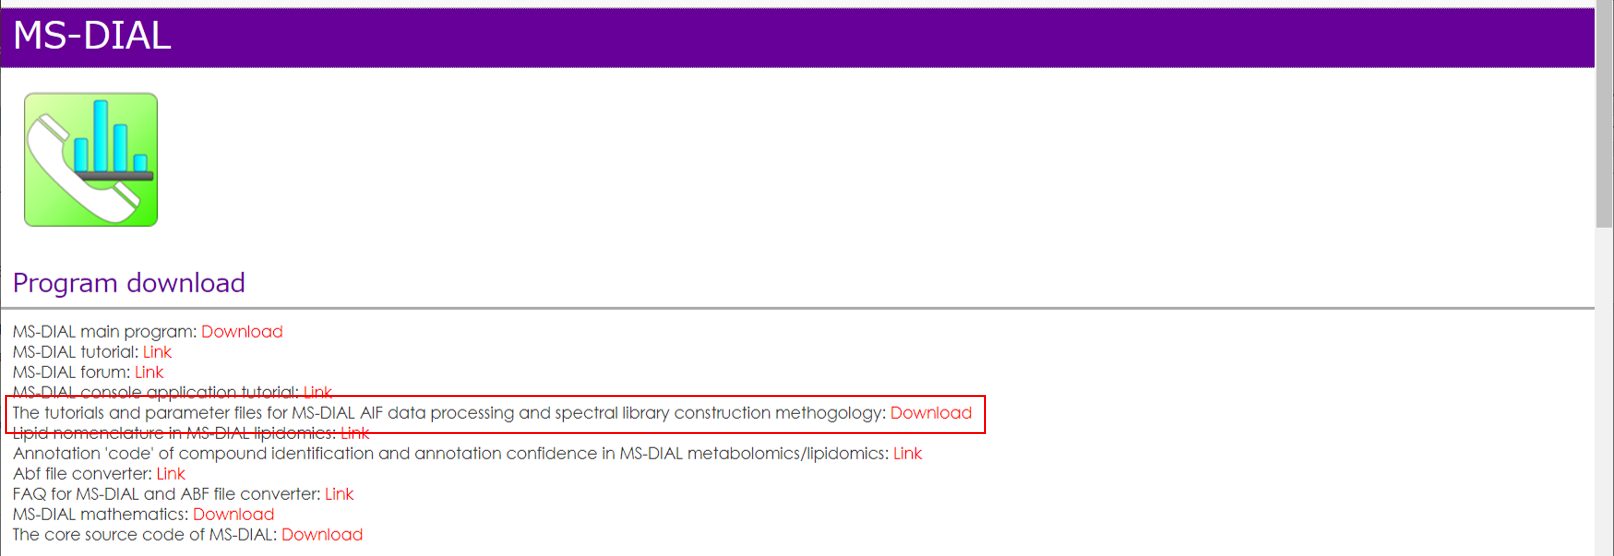 MS-DIAL
Program download
MS-DIAL main program: Download
MS-DIAL tutorial: Link
MS-DIAL forum: Link
MS-DIAL console application tutorial: Link
The tutorials and parameter files for MS-DIAL AIF data processing and spectral library construction methogology: Download
Lipid nomenclature in MS-DIAL lipidomics: Link
Annotation 'code' of compound identification and annotation confidence in MS-DIAL metabolomics/lipidomics: Link
Abf file converter: Link
FAQ for MS-DIAL and ABF file converter: Link
MS-DIAL mathematics: Download
The core source code of MS-DIAL: Download